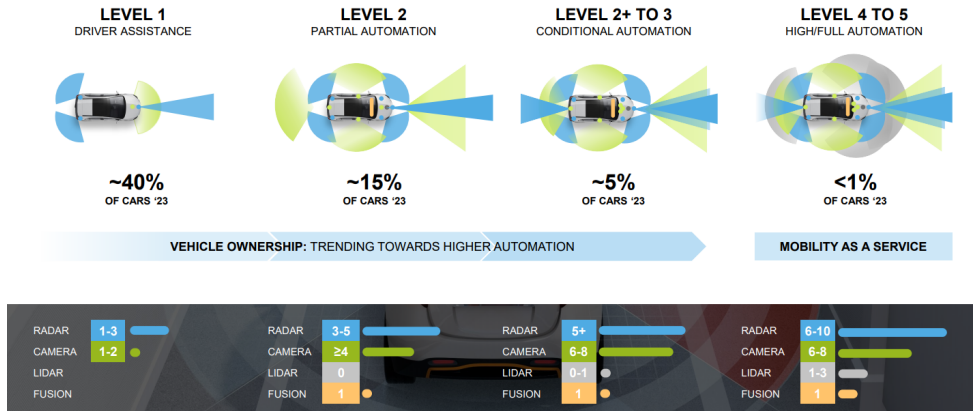 LEVEL 1
DRIVER ASSISTANCE
~40%
OF CARS ‘23
LEVEL 2
PARTIAL AUTOMATION
~15%
OF CARS ‘23
LEVEL 2+ TO 3
CONDITIONAL AUTOMATION
~5%
OF CARS ‘23
LEVEL 4 TO 5
HIGH/FULL AUTOMATION
<1%
OF CARS ‘23
VEHICLE OWNERSHIP: TRENDING TOWARDS HIGHER AUTOMATION
MOBILITY AS A SERVICE
RADAR 1-3
CAMERA 1-2
LIDAR
FUSION
RADAR 3-5
CAMERA ≥4
LIDAR 0
FUSION 1
RADAR 5+
CAMERA 6-8
LIDAR 0-1
FUSION 1
RADAR 6-10
CAMERA 6-8
LIDAR 1-3
FUSION 1